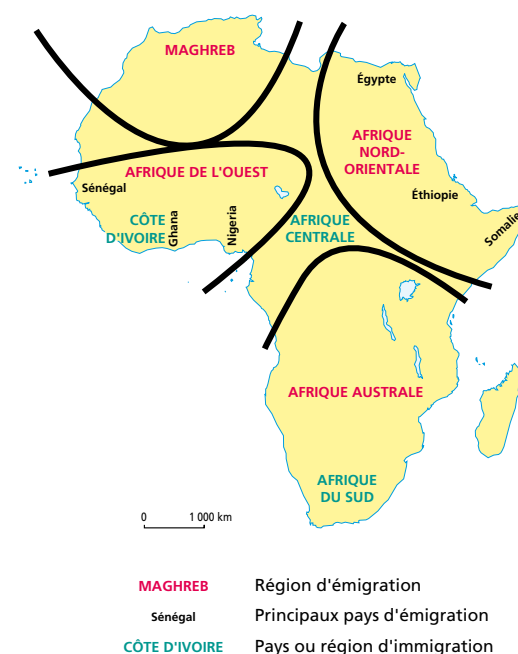 MAGHREB
Égypte
AFRIQUE
NORD-
ORIENTALE
AFRIQUE DE L'OUEST
Sénégal
Éthiopie
CÔTE
D'IVOIRE
Ghana
Nigeria
AFRIQUE
CENTRALE
Somalie
AFRIQUE AUSTRALE
AFRIQUE
DU SUD
0 1 000 km
MAGHREB Région d'émigration
Sénégal Principaux pays d'émigration
CÔTE D'IVOIRE Pays ou région d'immigration